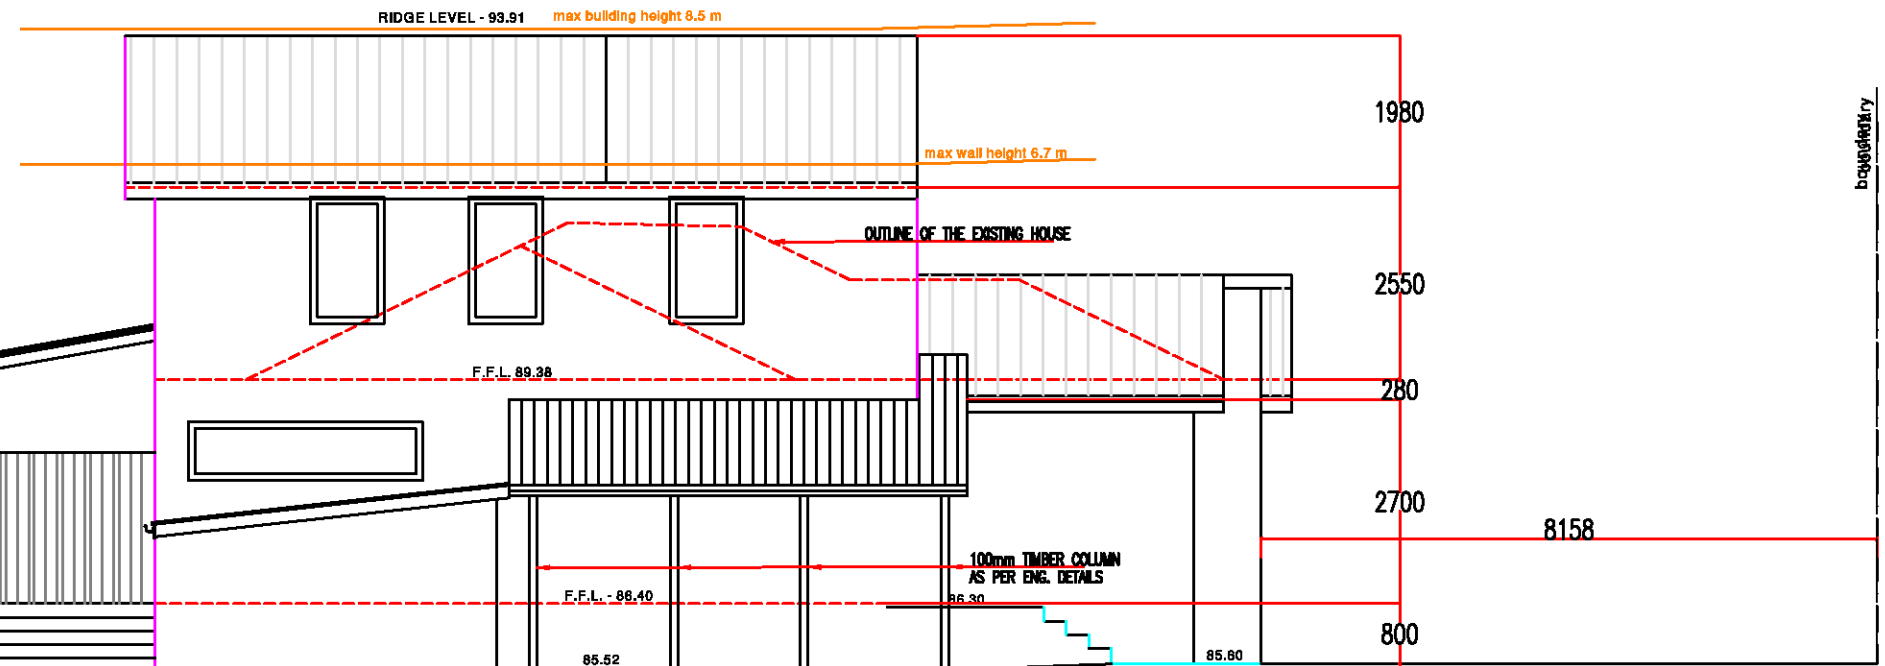 RIDGE LEVEL - 93.91
max building height 8.5 m
1980
max wall height 6.7 m
boundary
OUTLINE OF THE EXISTING HOUSE
2550
F.F.L. 89.38
280
2700
8158
100mm TIMBER COLUMN
AS PER ENG. DETAILS
F.F.L. - 86.40
86.30
800
85.52
85.60